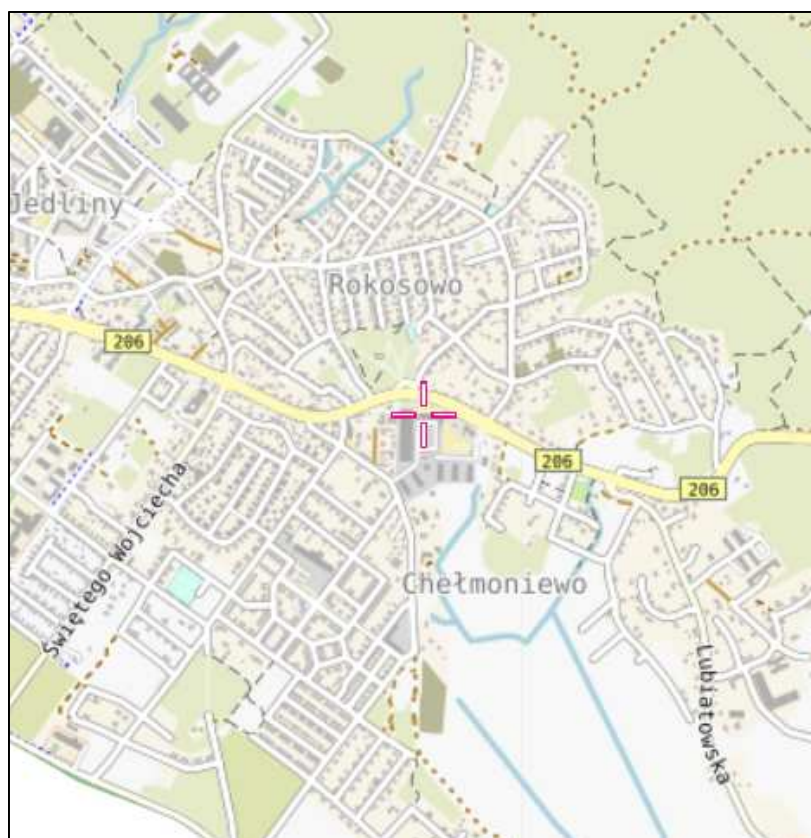 Jedliny
Rokosowo
206
206
206
Świętego Wojciecha
Chełmoniewo
Lubiatowska